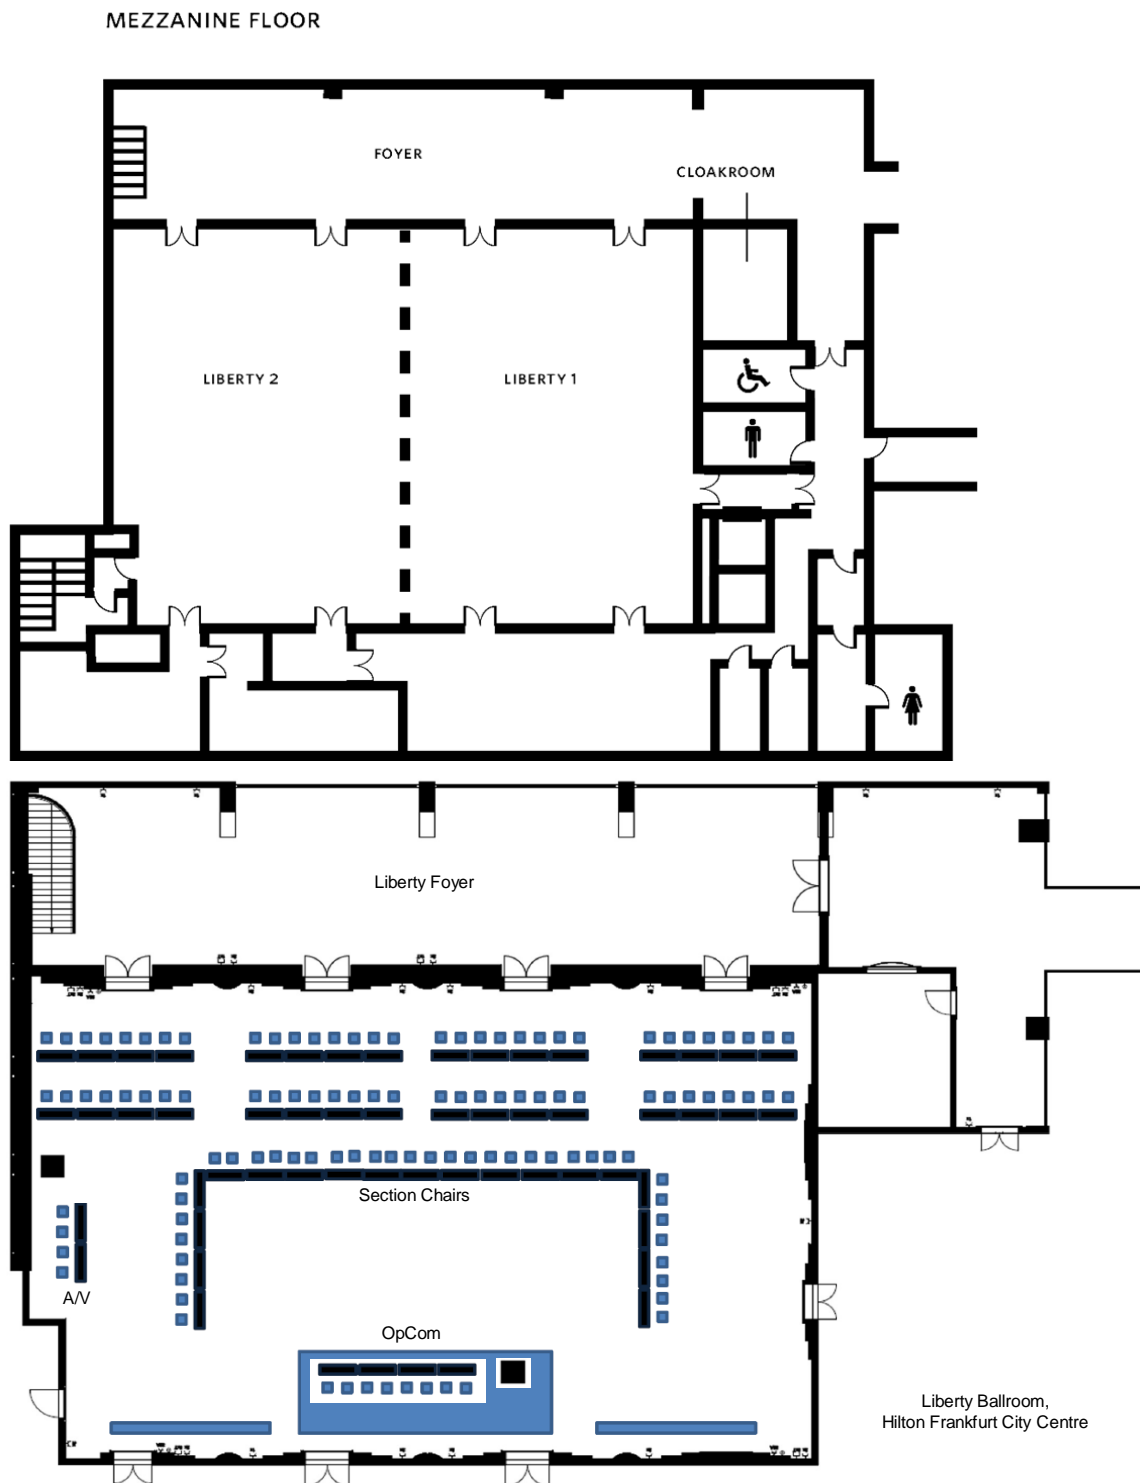 MEZZANINE FLOOR
FOYER
CLOAKROOM
LIBERTY 2
LIBERTY 1
Liberty Foyer
Section Chairs
A/V
OpCom
Liberty Ballroom,
Hilton Frankfurt City Centre